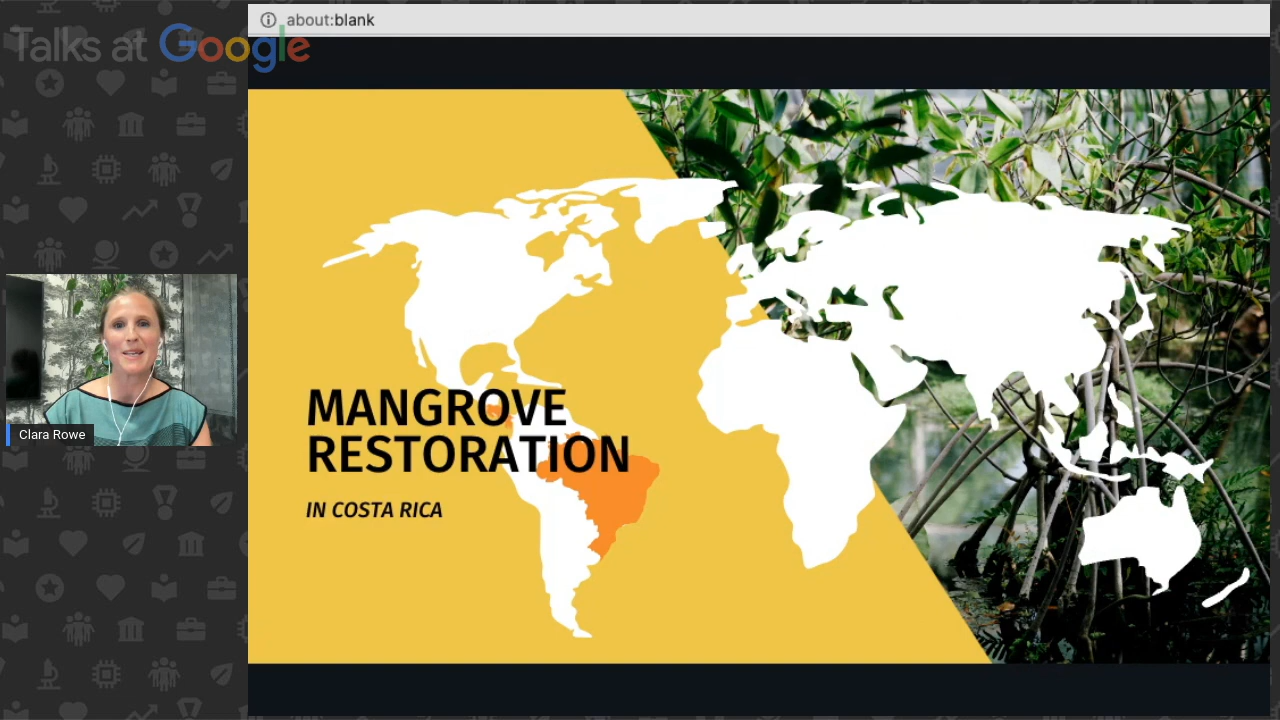 Talks at Google
about:blank
MANGROVE
RESTORATION
IN COSTA RICA
Clara Rowe